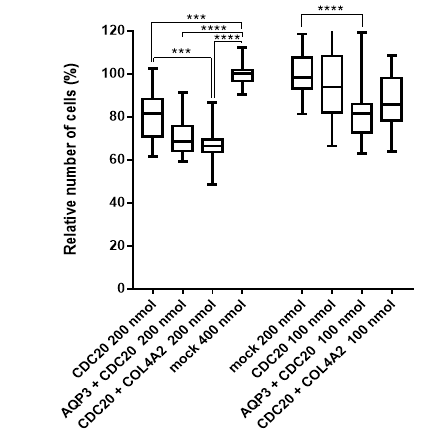 Relative number of cells (%)
120
100
80
60
40
20
0
***
****
****
***
****
CDC20 200 nmol
AQP3 + CDC20 200 nmol
CDC20 + COL4A2 200 nmol
mock 400 nmol
mock 200 nmol
CDC20 100 nmol
AQP3 + CDC20 100 nmol
CDC20 + COL4A2 100 nmol